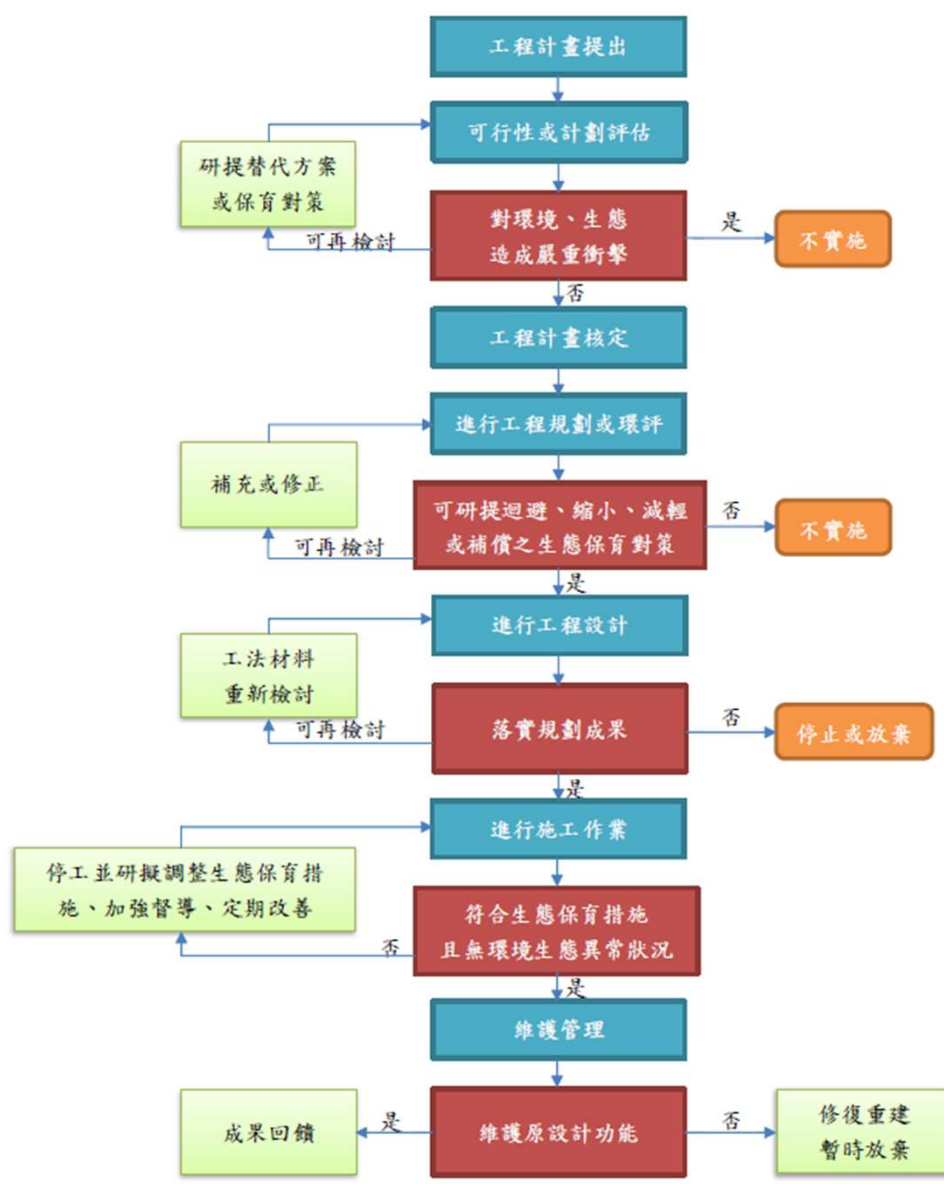 工程計畫提出
可行性或計劃評估
研提替代方案
或保育對策
對環境、生態
造成嚴重衝擊
是
不實施
可再檢討
否
工程計畫核定
進行工程規劃或環評
補充或修正
可研提迴避、縮小、減輕
或補償之生態保育對策
否
不實施
可再檢討
是
進行工程設計
工法材料
重新檢討
落實規劃成果
否
停止或放棄
可再檢討
是
進行施工作業
停工並研擬調整生態保育措
施、加強督導、定期改善
符合生態保育措施
且無環境生態異常狀況
否
是
維護管理
成果回饋
是
維護原設計功能
否
修復重建
暫時放棄